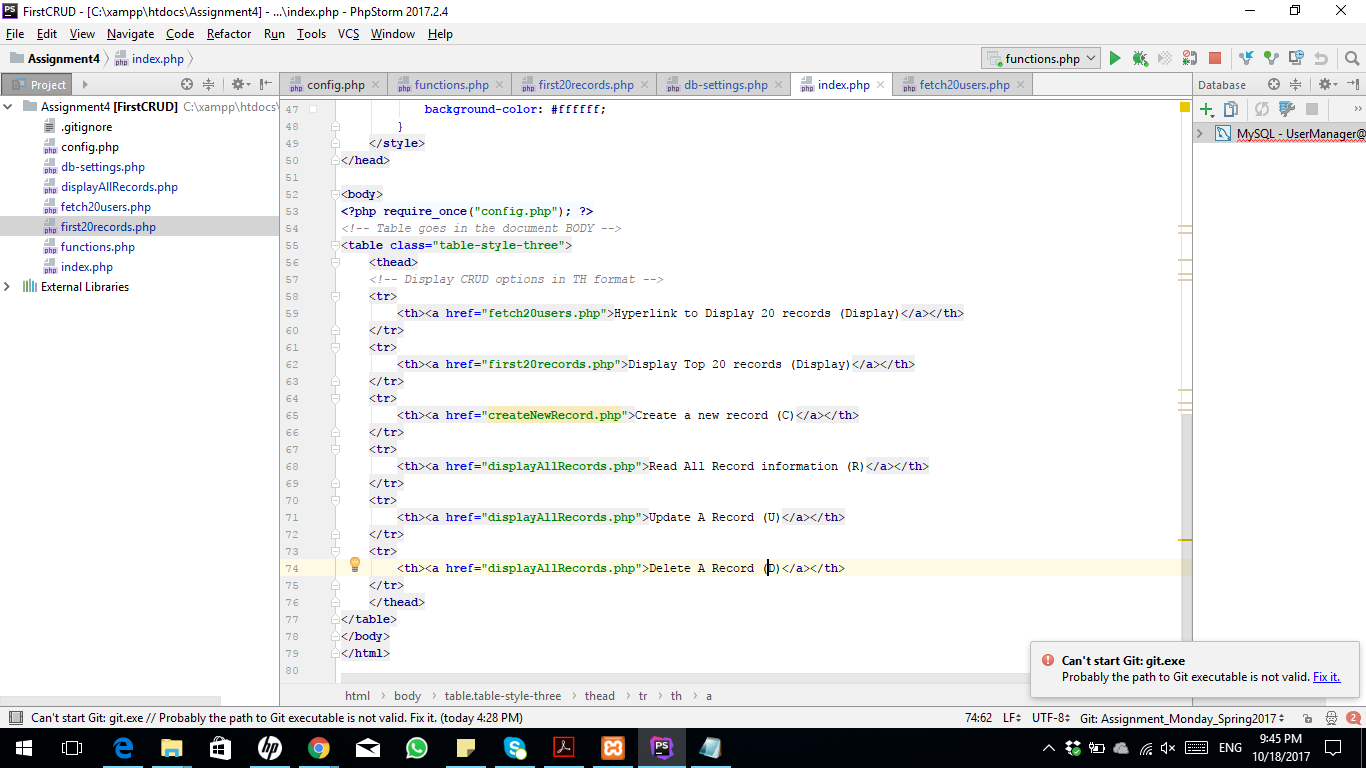 FirstCRUD - [C:\xampp\htdocs\Assignment4] - ...\index.php - PhpStorm 2017.2.4
File Edit View Navigate Code Refactor Run Tools VCS Window Help
Assignment4 index.php functions.php
Project config.php functions.php first20records.php db-settings.php index.php fetch20users.php Database
Assignment4 [FirstCRUD] C:\xampp\htdocs\
.gitignore
config.php
db-settings.php
displayAllRecords.php
fetch20users.php
first20records.php
functions.php
index.php
External Libraries
47 background-color: #ffffff;
48 }
49 </style>
50 </head>
51
52 <body>
53 <?php require_once("config.php"); ?>
54 <!-- Table goes in the document BODY -->
55 <table class="table-style-three">
56 <thead>
57 <!-- Display CRUD options in TH format -->
58 <tr>
59 <th><a href="fetch20users.php">Hyperlink to Display 20 records (Display)</a></th>
60 </tr>
61 <tr>
62 <th><a href="first20records.php">Display Top 20 records (Display)</a></th>
63 </tr>
64 <tr>
65 <th><a href="createNewRecord.php">Create a new record (C)</a></th>
66 </tr>
67 <tr>
68 <th><a href="displayAllRecords.php">Read All Record information (R)</a></th>
69 </tr>
70 <tr>
71 <th><a href="displayAllRecords.php">Update A Record (U)</a></th>
72 </tr>
73 <tr>
74 <th><a href="displayAllRecords.php">Delete A Record (D)</a></th>
75 </tr>
76 </thead>
77 </table>
78 </body>
79 </html>
80
MySQL - UserManager@
Can't start Git: git.exe
Probably the path to Git executable is not valid. Fix it.
html body table.table-style-three thead tr th a
Can't start Git: git.exe // Probably the path to Git executable is not valid. Fix it. (today 4:28 PM) 74:62 LF UTF-8 Git: Assignment_Monday_Spring2017 2
ENG 9:45 PM
10/18/2017